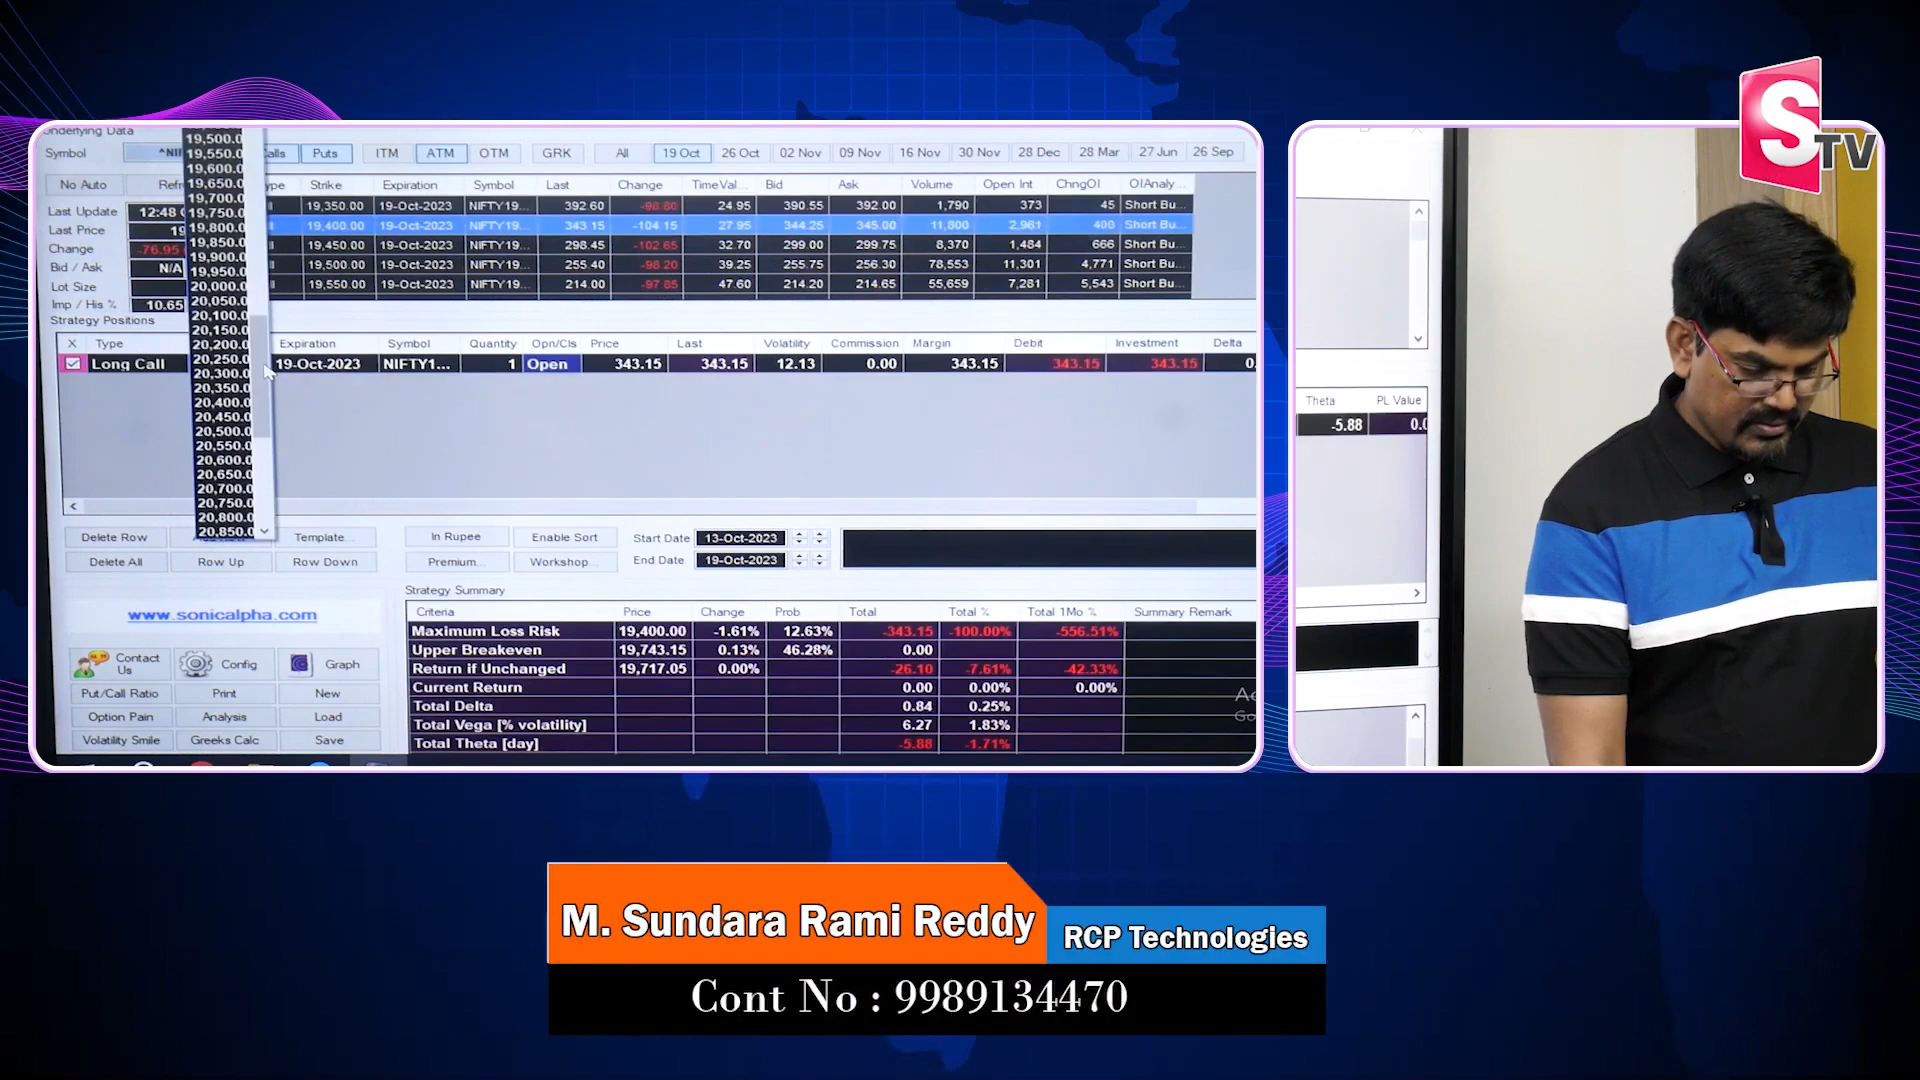 STV
Underlying Data
Symbol ^NI Calls Puts ITM ATM OTM GRK All 19 Oct 26 Oct 02 Nov 09 Nov 16 Nov 30 Nov 28 Dec 28 Mar 27 Jun 26 Sep
No Auto Refr
Strike Expiration Symbol Last Change TimeVal... Bid Ask Volume Open Int ChngOI OIAnaly...
19,350.00 19-Oct-2023 NIFTY19... 392.60 -98.80 24.95 390.55 392.00 1,790 373 45 Short Bu...
19,400.00 19-Oct-2023 NIFTY19... 343.15 -104.15 27.95 344.25 345.00 11,800 2,961 400 Short Bu...
19,450.00 19-Oct-2023 NIFTY19... 298.45 -102.65 32.70 299.00 299.75 8,370 1,484 666 Short Bu...
19,500.00 19-Oct-2023 NIFTY19... 255.40 -98.20 39.25 255.75 256.30 78,553 11,301 4,771 Short Bu...
19,550.00 19-Oct-2023 NIFTY19... 214.00 -97.85 47.60 214.20 214.65 55,659 7,281 5,543 Short Bu...
Last Update 12:48
Last Price 19
Change -76.95
Bid / Ask N/A
Lot Size
Imp / His % 10.65
19,500.0
19,550.0
19,600.0
19,650.0
19,700.0
19,750.0
19,800.0
19,850.0
19,900.0
19,950.0
20,000.0
20,050.0
20,100.0
20,150.0
20,200.0
20,250.0
20,300.0
20,350.0
20,400.0
20,450.0
20,500.0
20,550.0
20,600.0
20,650.0
20,700.0
20,750.0
20,800.0
20,850.0
Strategy Positions
X Type Expiration Symbol Quantity Opn/Cls Price Last Volatility Commission Margin Debit Investment Delta
Long Call 19-Oct-2023 NIFTY1... 1 Open 343.15 343.15 12.13 0.00 343.15 343.15 343.15 0.
Theta PL Value
-5.88 0.0
Delete Row Template... In Rupee Enable Sort Start Date 13-Oct-2023
Delete All Row Up Row Down Premium... Workshop... End Date 19-Oct-2023
www.sonicalpha.com
Contact Us Config Graph
Put/Call Ratio Print New
Option Pain Analysis Load
Volatility Smile Greeks Calc Save
Strategy Summary
Criteria Price Change Prob Total Total % Total 1Mo % Summary Remark
Maximum Loss Risk 19,400.00 -1.61% 12.63% -343.15 -100.00% -556.51%
Upper Breakeven 19,743.15 0.13% 46.28% 0.00
Return if Unchanged 19,717.05 0.00% -26.10 -7.61% -42.33%
Current Return 0.00 0.00% 0.00%
Total Delta 0.84 0.25%
Total Vega [% volatility] 6.27 1.83%
Total Theta [day] -5.88 -1.71%
M. Sundara Rami Reddy
RCP Technologies
Cont No : 9989134470